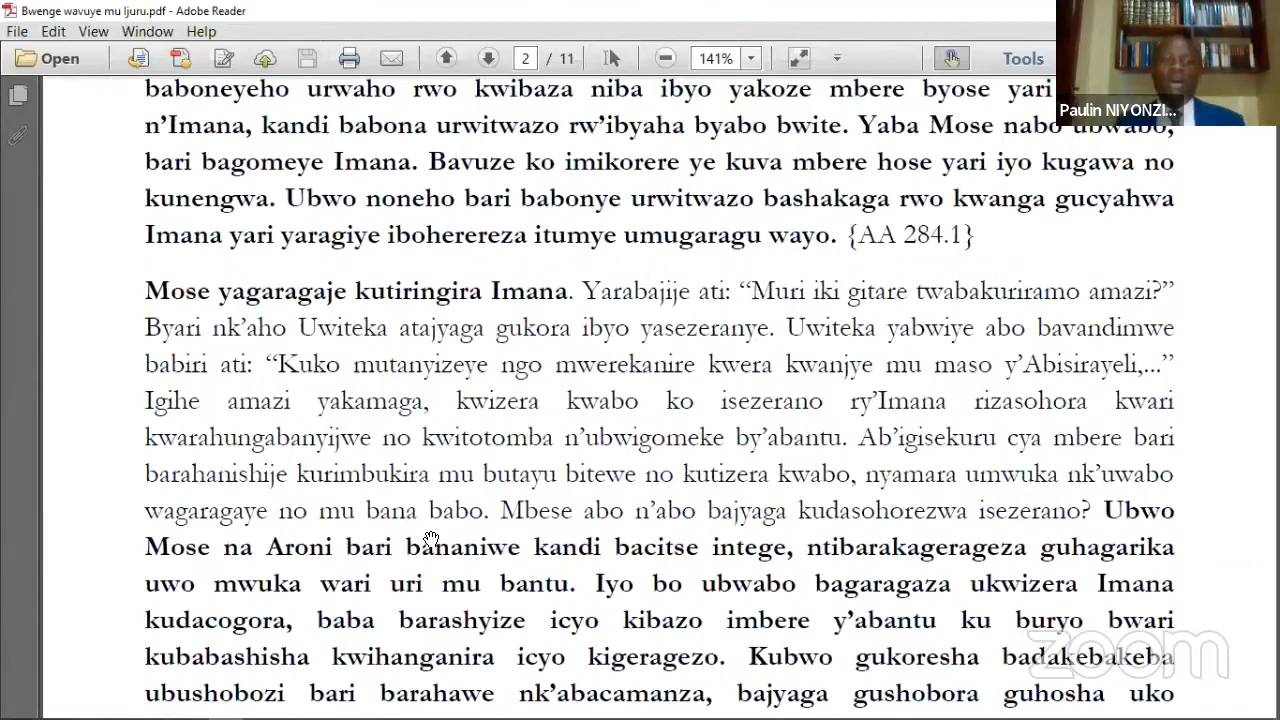 Bwenge wavuye mu Ijuru.pdf - Adobe Reader
File Edit View Window Help
Open 2 / 11 141% Tools
Paulin NIYONZI...
baboneyeho urwaho rwo kwibaza niba ibyo yakoze mbere byose yari
n’Imana, kandi babona urwitwazo rw’ibyaha byabo bwite. Yaba Mose nabo ubwabo,
bari bagomeye Imana. Bavuze ko imikorere ye kuva mbere hose yari iyo kugawa no
kunengwa. Ubwo noneho bari babonye urwitwazo bashakaga rwo kwanga gucyahwa
Imana yari yaragiye iboherereza itumye umugaragu wayo. {AA 284.1}
Mose yagaragaje kutiringira Imana. Yarabajije ati: “Muri iki gitare twabakuriramo amazi?”
Byari nk’aho Uwiteka atajyaga gukora ibyo yasezeranye. Uwiteka yabwiye abo bavandimwe
babiri ati: “Kuko mutanyizeye ngo mwerekanire kwera kwanjye mu maso y’Abisirayeli,...”
Igihe amazi yakamaga, kwizera kwabo ko isezerano ry’Imana rizasohora kwari
kwarahungabanyijwe no kwitotomba n’ubwigomeke by’abantu. Ab’igisekuru cya mbere bari
barahanishije kurimbukira mu butayu bitewe no kutizera kwabo, nyamara umwuka nk’uwabo
wagaragaye no mu bana babo. Mbese abo n’abo bajyaga kudasohorezwa isezerano? Ubwo
Mose na Aroni bari bananiwe kandi bacitse intege, ntibarakagerageza guhagarika
uwo mwuka wari uri mu bantu. Iyo bo ubwabo bagaragaza ukwizera Imana
kudacogora, baba barashyize icyo kibazo imbere y’abantu ku buryo bwari
kubabashisha kwihanganira icyo kigeragezo. Kubwo gukoresha badakebakeba
ubushobozi bari barahawe nk’abacamanza, bajyaga gushobora guhosha uko
zoom